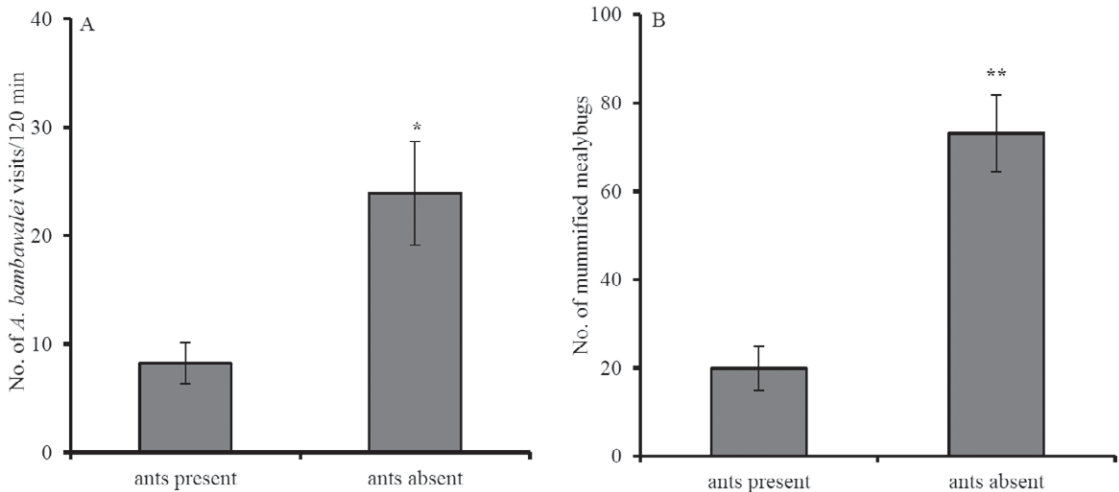 A
No. of A. bambawalei visits/120 min
40
30
20
10
0
*
ants present
ants absent
B
No. of mummified mealybugs
100
80
60
40
20
0
**
ants present
ants absent